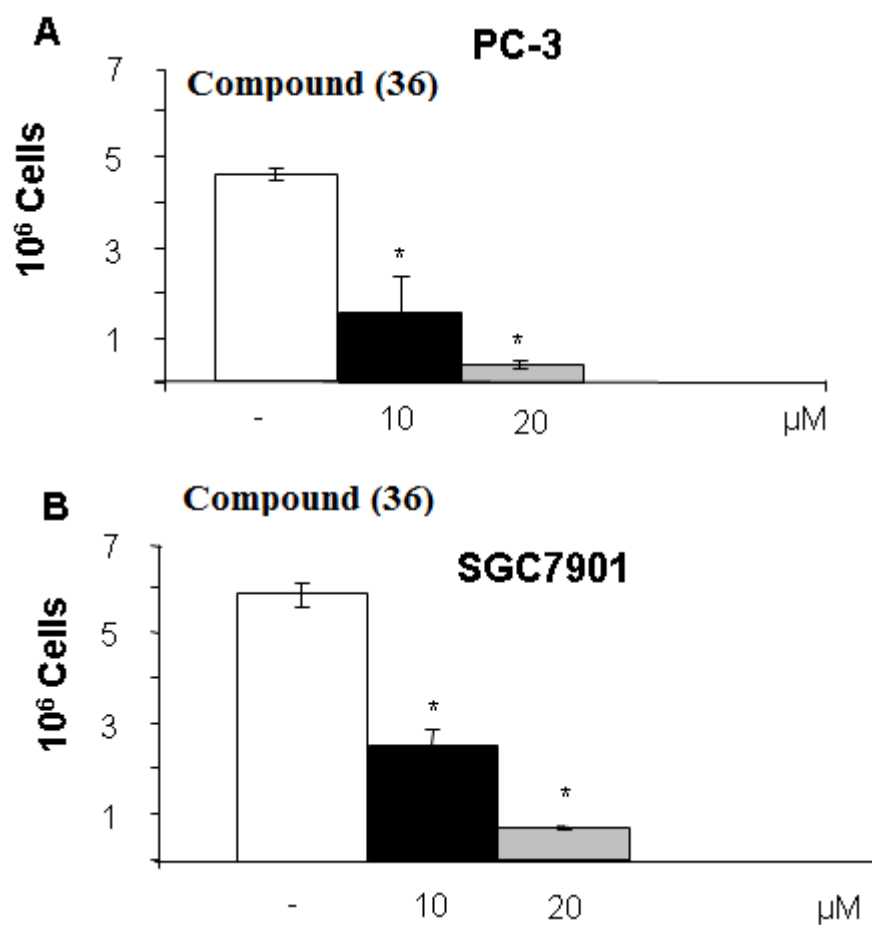 A
PC-3
7
Compound (36)
5
3
1
10⁶ Cells
*
*
- 10 20 µM
B
Compound (36)
7
SGC7901
5
3
1
10⁶ Cells
*
*
- 10 20 µM